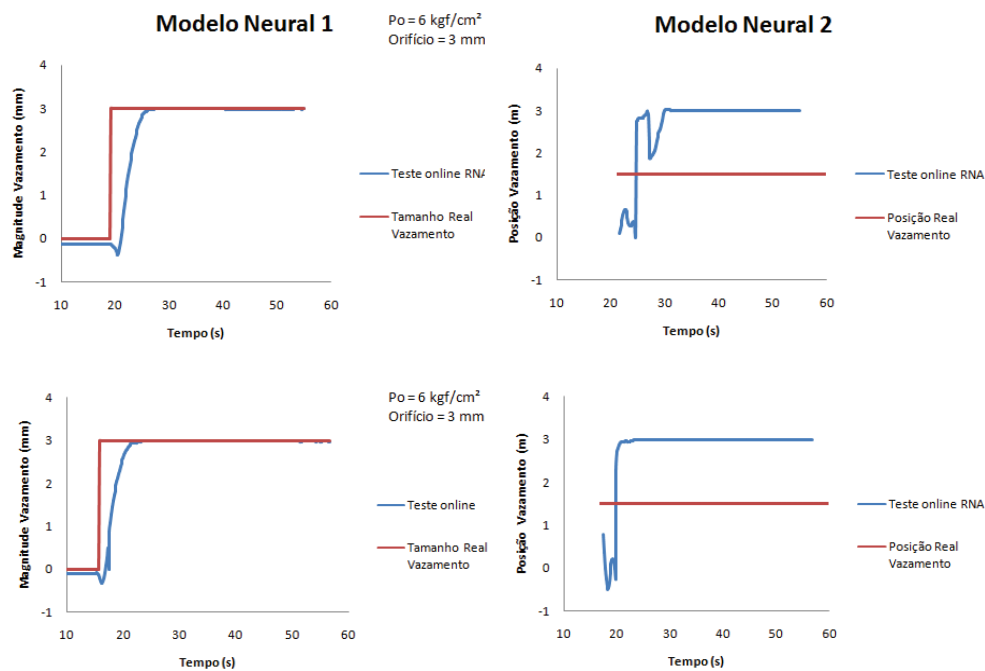 Modelo Neural 1
Po = 6 kgf/cm²
Orifício = 3 mm
Modelo Neural 2
Magnitude Vazamento (mm)
4
3
2
1
0
-1
10
20
30
40
50
60
Tempo (s)
Teste online RNA
Tamanho Real
Vazamento
Posição Vazamento (m)
4
3
2
1
0
-1
10
20
30
40
50
60
Tempo (s)
Teste online RNA
Posição Real
Vazamento
Po = 6 kgf/cm²
Orifício = 3 mm
Magnitude Vazamento (mm)
4
3
2
1
0
-1
10
20
30
40
50
60
Tempo (s)
Teste online
Tamanho Real
Vazamento
Posição Vazamento (m)
4
3
2
1
0
-1
10
20
30
40
50
60
Tempo (s)
Teste online RNA
Posição Real
Vazamento